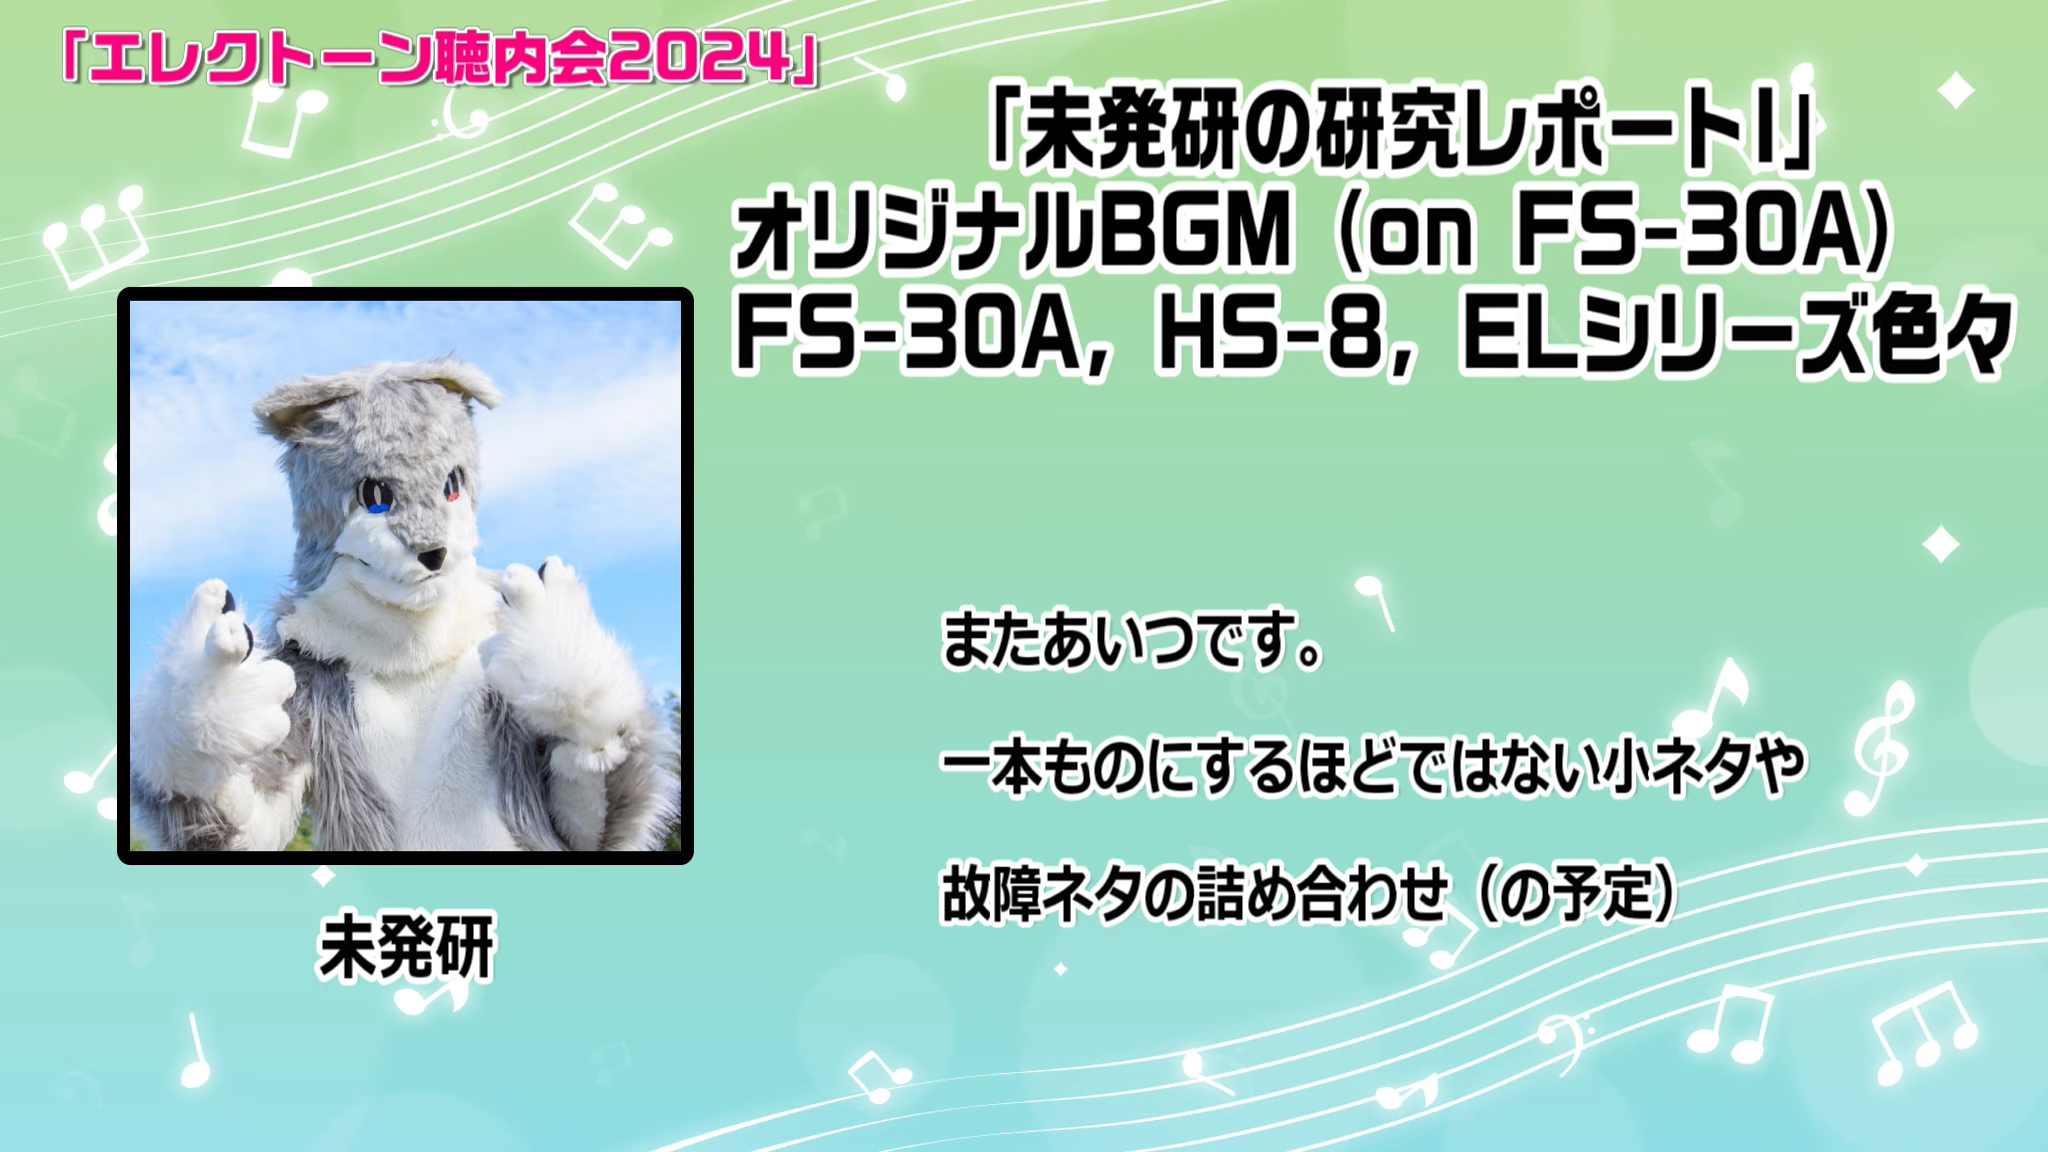 「エレクトーン聴内会2024」
「未発研の研究レポートI」
オリジナルBGM（on FS-30A）
FS-30A, HS-8, ELシリーズ色々
またあいつです。
一本ものにするほどではない小ネタや
故障ネタの詰め合わせ（の予定）
未発研